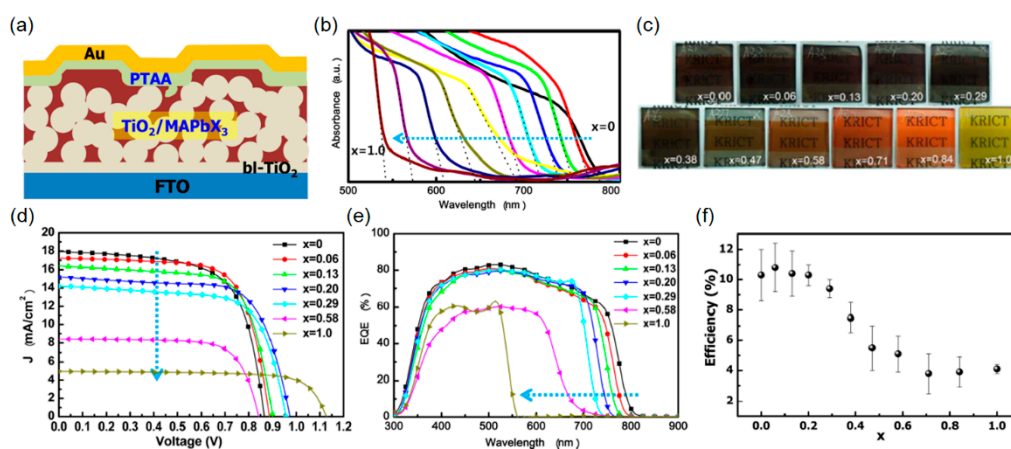 (a)
Au
PTAA
TiO₂/MAPbX₃
bl-TiO₂
FTO
(b)
Absorbance (a.u.)
x=1.0
x=0
500 600 700 800
Wavelength (nm)
(c)
x=0.00 x=0.06 x=0.13 x=0.20 x=0.29
KRICT KRICT KRICT KRICT KRICT KRICT
x=0.38 x=0.47 x=0.58 x=0.71 x=0.84 x=1.0
(d)
J (mA/cm²)
20
18
16
14
12
10
8
6
4
2
0
x=0
x=0.06
x=0.13
x=0.20
x=0.29
x=0.58
x=1.0
0.0 0.1 0.2 0.3 0.4 0.5 0.6 0.7 0.8 0.9 1.0 1.1 1.2
Voltage (V)
(e)
EQE (%)
100
80
60
40
20
0
x=0
x=0.06
x=0.13
x=0.20
x=0.29
x=0.58
x=1.0
300 400 500 600 700 800 900
Wavelength (nm)
(f)
Efficiency (%)
12
10
8
6
4
2
0.0 0.2 0.4 0.6 0.8 1.0
x